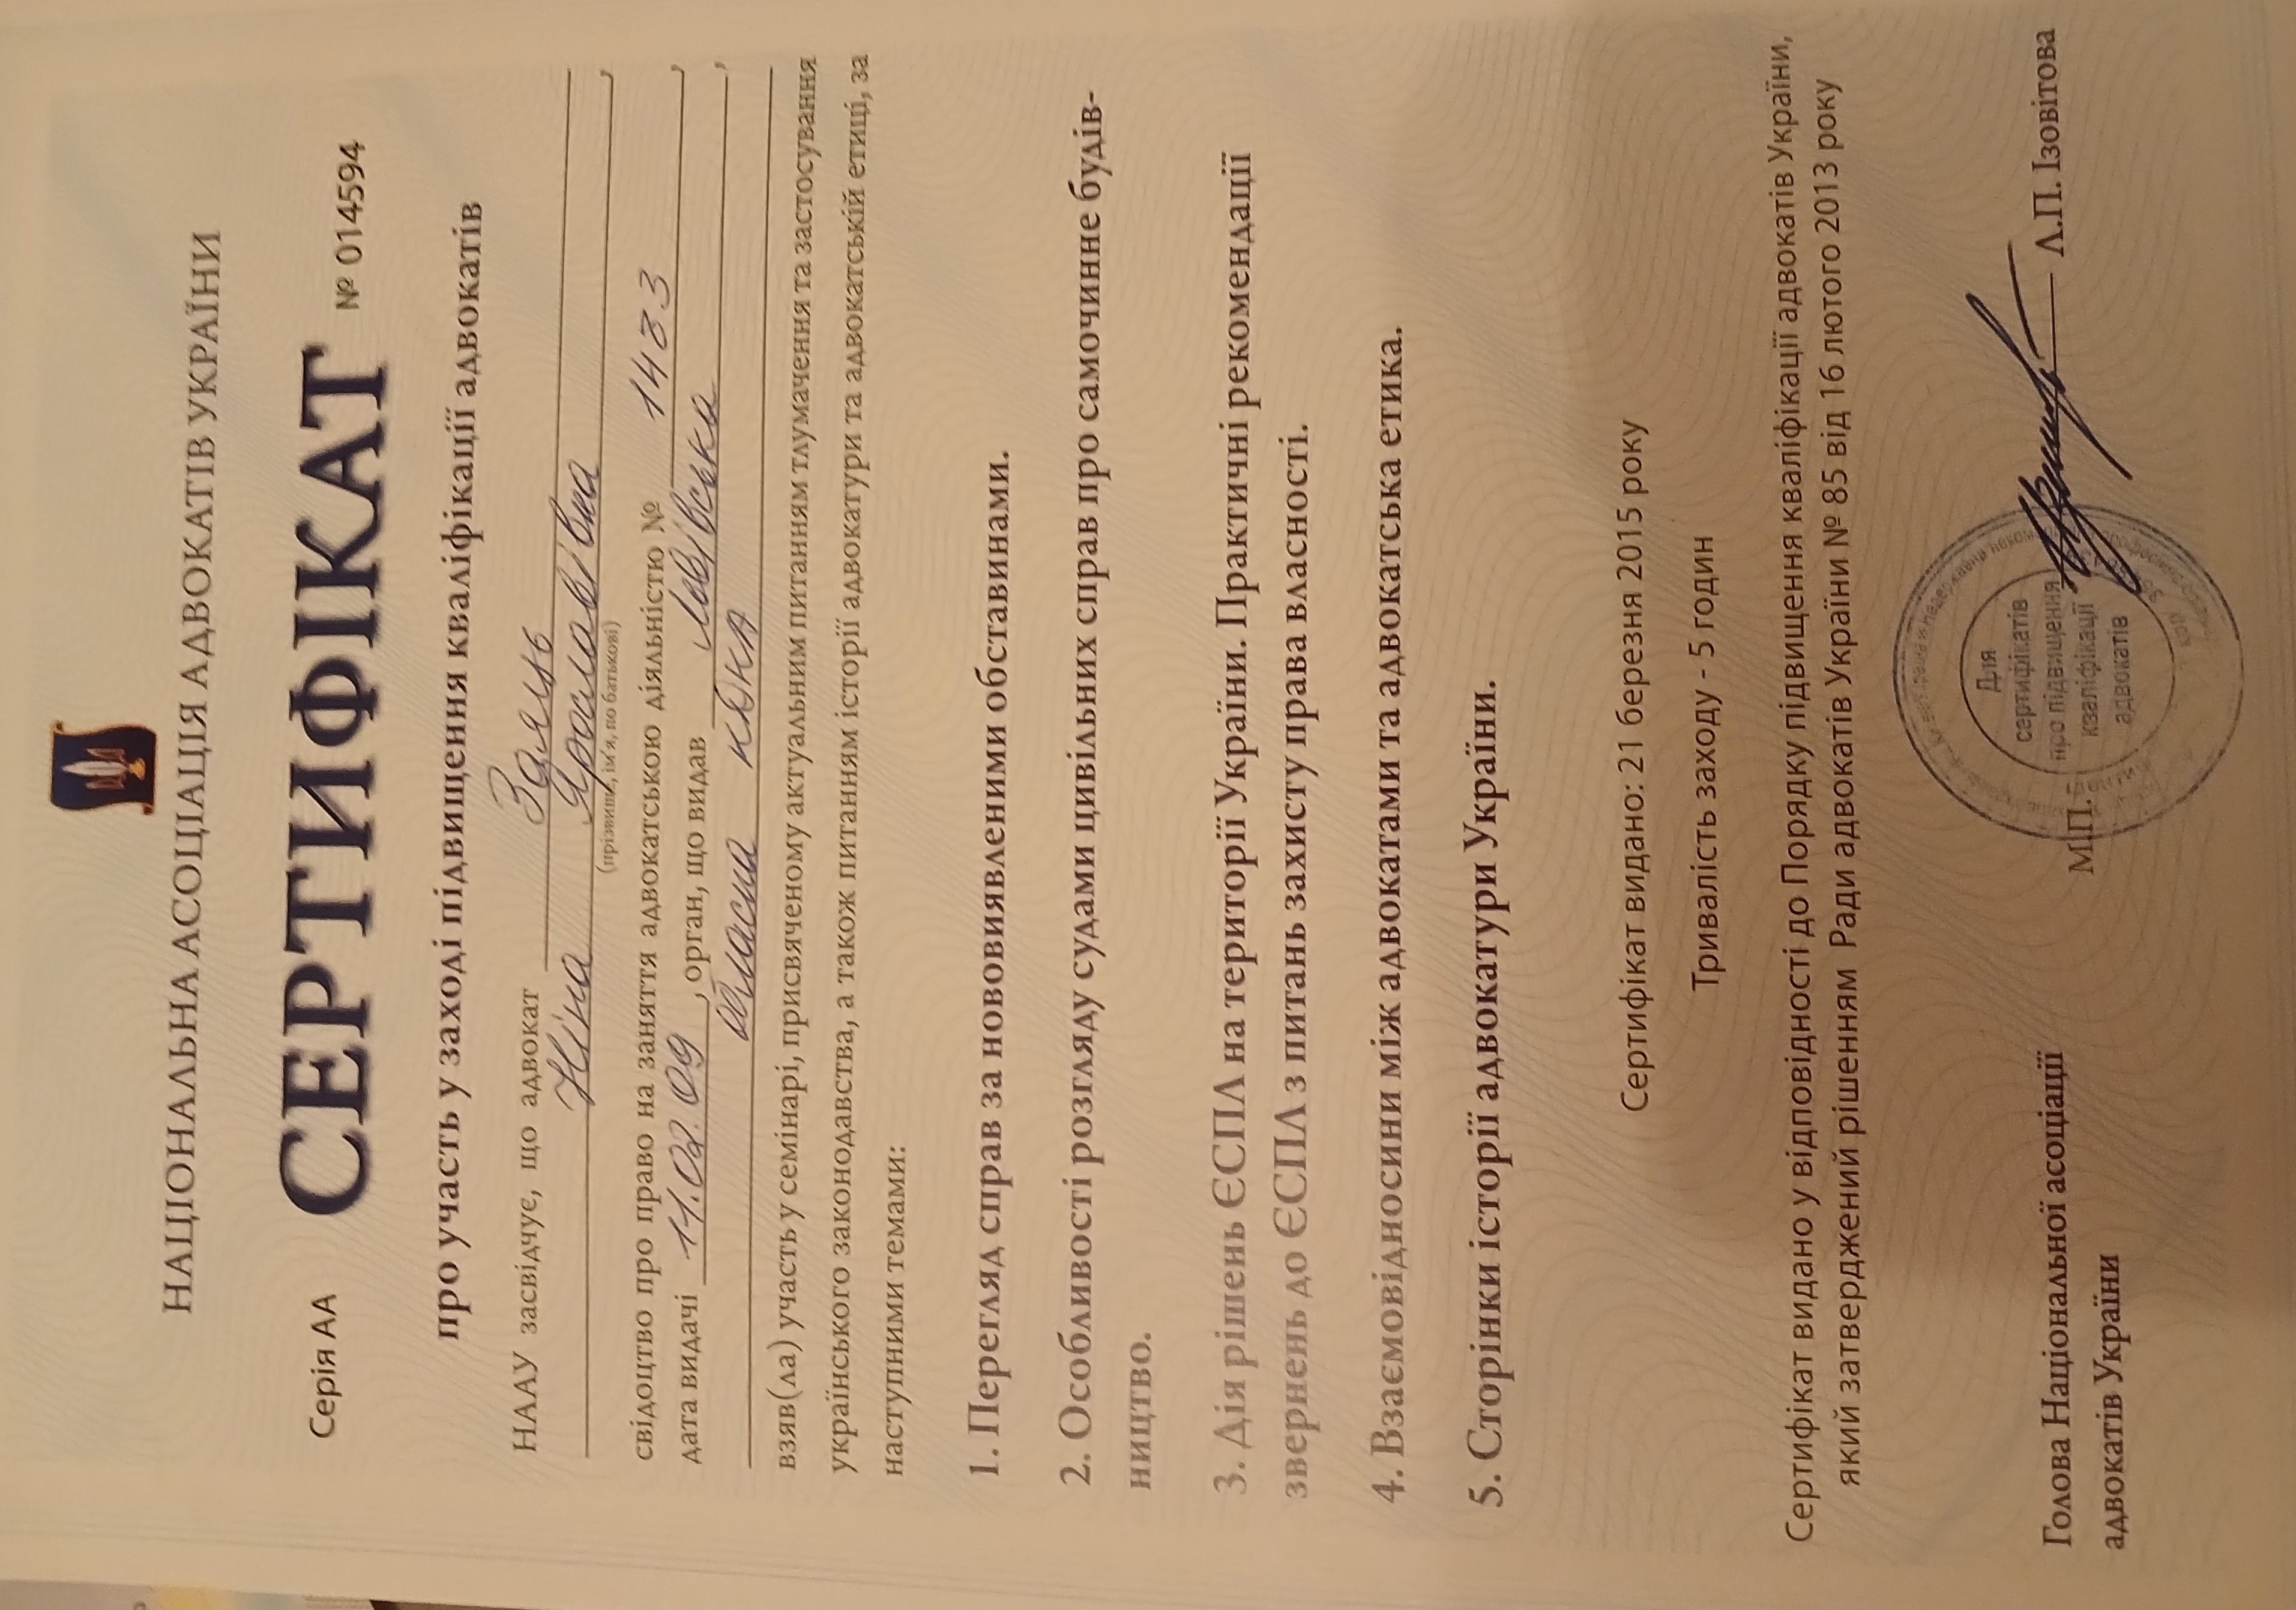 НАЦІОНАЛЬНА АСОЦІАЦІЯ АДВОКАТІВ УКРАЇНИ
Серія АА СЕРТИФІКАТ № 014594
про участь у заході підвищення кваліфікації адвокатів
НААУ засвідчує, що адвокат Заяць
Ніна Ярославівна,
(прізвище, ім'я, по батькові)
свідоцтво про право на заняття адвокатською діяльністю № 1433,
дата видачі 11.02.09, орган, що видав Львівська,
обласна ККДКА
взяв(ла) участь у семінарі, присвяченому актуальним питанням тлумачення та застосування
українського законодавства, а також питанням історії адвокатури та адвокатській етиці, за
наступними темами:
1. Перегляд справ за нововиявленими обставинами.
2. Особливості розгляду судами цивільних справ про самочинне будів-
ництво.
3. Дія рішень ЄСПЛ на території України. Практичні рекомендації
звернень до ЄСПЛ з питань захисту права власності.
4. Взаємовідносини між адвокатами та адвокатська етика.
5. Сторінки історії адвокатури України.
Сертифікат видано: 21 березня 2015 року
Тривалість заходу - 5 годин
Сертифікат видано у відповідності до Порядку підвищення кваліфікації адвокатів України,
який затверджений рішенням Ради адвокатів України № 85 від 16 лютого 2013 року
Для
сертифікатів
про підвищення
кваліфікації
адвокатів
Голова Національної асоціації
адвокатів України М.П. Л.П. Ізовітова